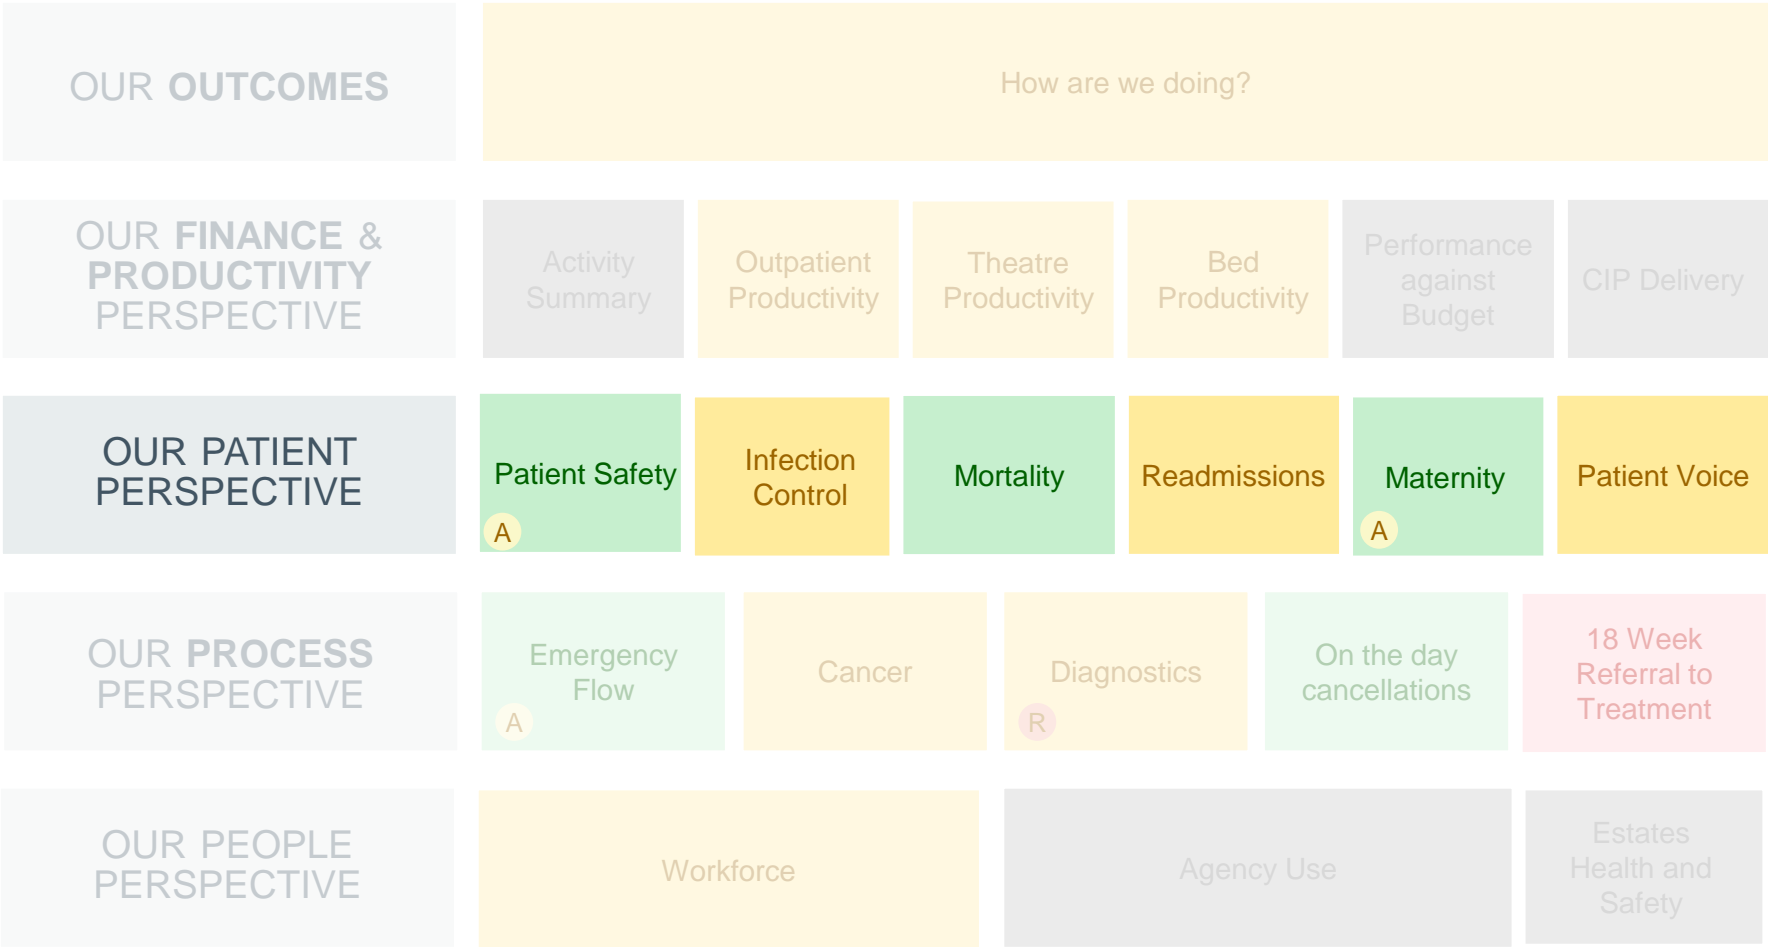 OUR OUTCOMES
How are we doing?
OUR FINANCE &
PRODUCTIVITY
PERSPECTIVE
Activity
Summary
Outpatient
Productivity
Theatre
Productivity
Bed
Productivity
Performance
against
Budget
CIP Delivery
OUR PATIENT
PERSPECTIVE
Patient Safety
A
Infection
Control
Mortality
Readmissions
Maternity
A
Patient Voice
OUR PROCESS
PERSPECTIVE
Emergency
Flow
A
Cancer
Diagnostics
R
On the day
cancellations
18 Week
Referral to
Treatment
OUR PEOPLE
PERSPECTIVE
Workforce
Agency Use
Estates
Health and
Safety